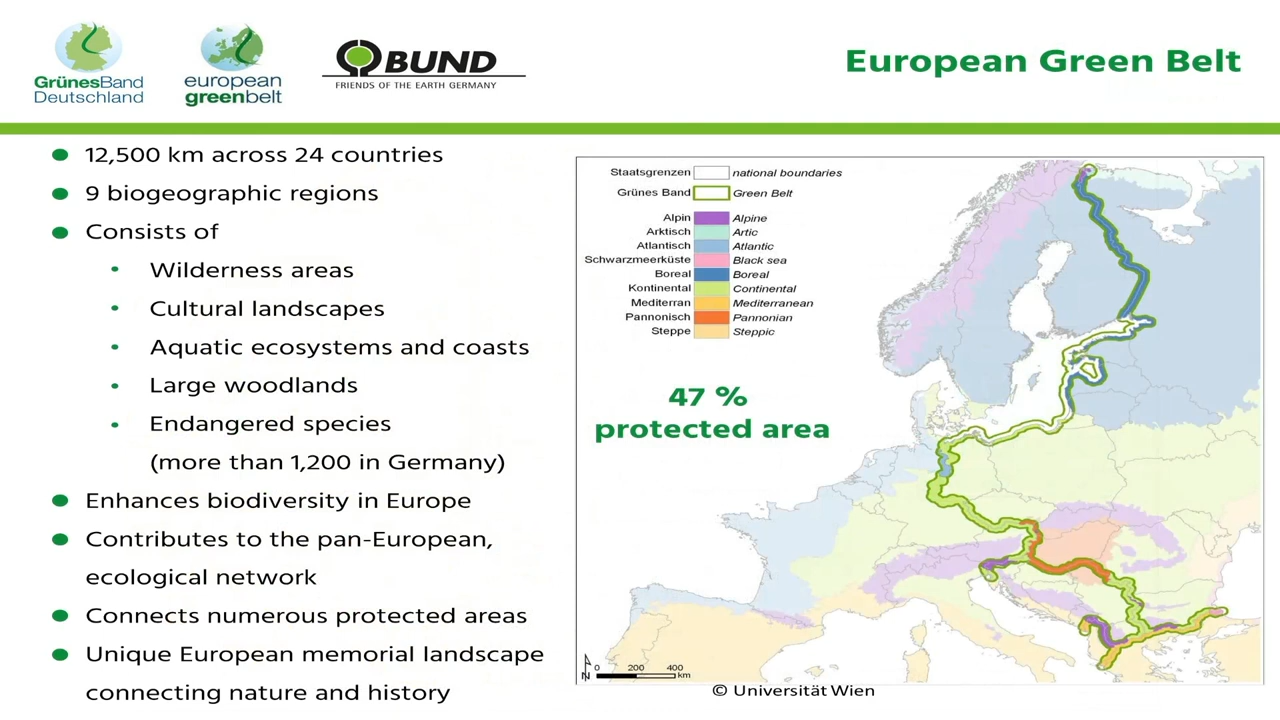 GrünesBand
Deutschland
european
greenbelt
BUND
FRIENDS OF THE EARTH GERMANY
European Green Belt
12,500 km across 24 countries
9 biogeographic regions
Consists of
Wilderness areas
Cultural landscapes
Aquatic ecosystems and coasts
Large woodlands
Endangered species
(more than 1,200 in Germany)
Enhances biodiversity in Europe
Contributes to the pan-European,
ecological network
Connects numerous protected areas
Unique European memorial landscape
connecting nature and history
Staatsgrenzen national boundaries
Grünes Band Green Belt
Alpin Alpine
Arktisch Artic
Atlantisch Atlantic
Schwarzmeerküste Black sea
Boreal Boreal
Kontinental Continental
Mediterran Mediterranean
Pannonisch Pannonian
Steppe Steppic
47 %
protected area
N 0 200 400
km
© Universität Wien